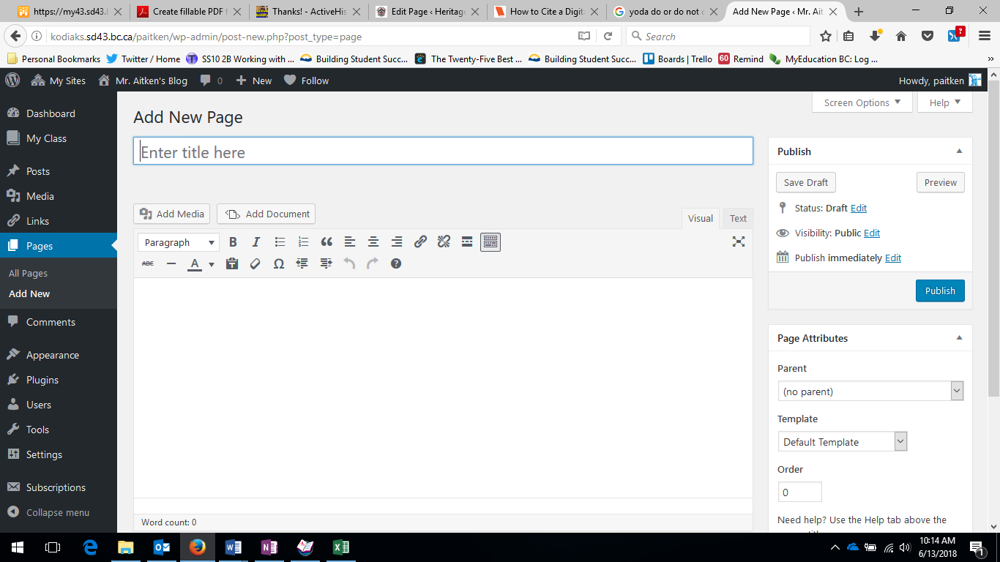 https://my43.sd43.
Create fillable PDF f
Thanks! - ActiveHis
Edit Page ‹ Heritag
How to Cite a Digit
yoda do or do not
Add New Page ‹ Mr. Ait
kodiaks.sd43.bc.ca/paitken/wp-admin/post-new.php?post_type=page
Search
?
Personal Bookmarks
Twitter / Home
SS10 2B Working with ...
Building Student Succ...
The Twenty-Five Best ...
Building Student Succ...
Boards | Trello
60 Remind
MyEducation BC: Log ...
My Sites
Mr. Aitken's Blog
0
New
Follow
Howdy, paitken
Screen Options
Help
Dashboard
My Class
Posts
Media
Links
Pages
All Pages
Add New
Comments
Appearance
Plugins
Users
Tools
Settings
Subscriptions
Collapse menu
Add New Page
Enter title here
Add Media
Add Document
Visual
Text
Paragraph
B I
ABC
A
Word count: 0
Publish
Save Draft
Preview
Status: Draft Edit
Visibility: Public Edit
Publish immediately Edit
Publish
Page Attributes
Parent
(no parent)
Template
Default Template
Order
0
Need help? Use the Help tab above the
10:14 AM
6/13/2018
1